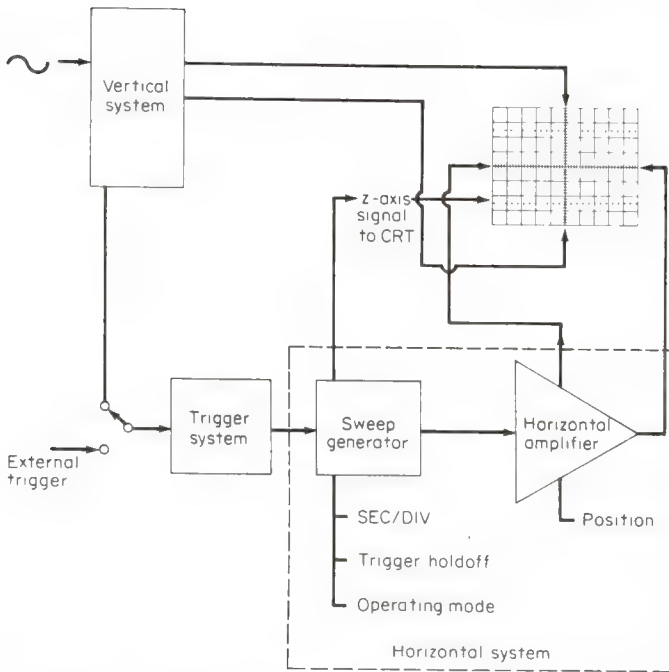 Vertical
system
z-axis
signal
to CRT
Trigger
system
Sweep
generator
Horizontal
amplifier
External
trigger
SEC/DIV
Position
Trigger holdoff
Operating mode
Horizontal system